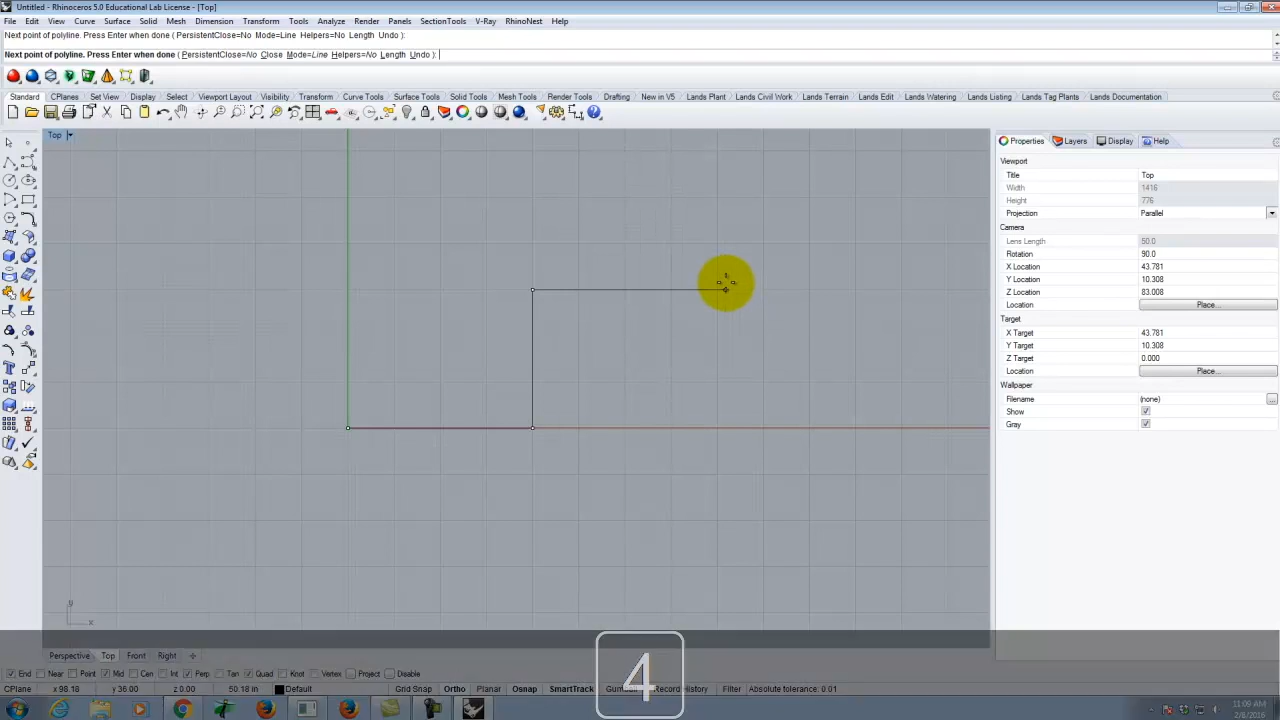 Untitled - Rhinoceros 5.0 Educational Lab License - [Top]
File Edit View Curve Surface Solid Mesh Dimension Transform Tools Analyze Render Panels SectionTools V-Ray RhinoNest Help
Next point of polyline. Press Enter when done ( PersistentClose=No Mode=Line Helpers=No Length Undo ):
Next point of polyline. Press Enter when done ( PersistentClose=No Close Mode=Line Helpers=No Length Undo ):
Standard CPlanes Set View Display Select Viewport Layout Visibility Transform Curve Tools Surface Tools Solid Tools Mesh Tools Render Tools Drafting New in V5 Lands Plant Lands Civil Work Lands Terrain Lands Edit Lands Watering Lands Listing Lands Tag Plants Lands Documentation
Top
Properties Layers Display Help
Viewport
Title Top
Width 1416
Height 776
Projection Parallel
Camera
Lens Length 50.0
Rotation 90.0
X Location 43.781
Y Location 10.308
Z Location 83.008
Location Place...
Target
X Target 43.781
Y Target 10.308
Z Target 0.000
Location Place...
Wallpaper
Filename (none) ...
Show
Gray
y
x
4
Perspective Top Front Right
End Near Point Mid Cen Int Perp Tan Quad Knot Vertex Project Disable
CPlane x 98.18 y 36.00 z 0.00 50.18 in Default Grid Snap Ortho Planar Osnap SmartTrack Record History Filter Absolute tolerance: 0.01
11:09 AM
2/8/2016